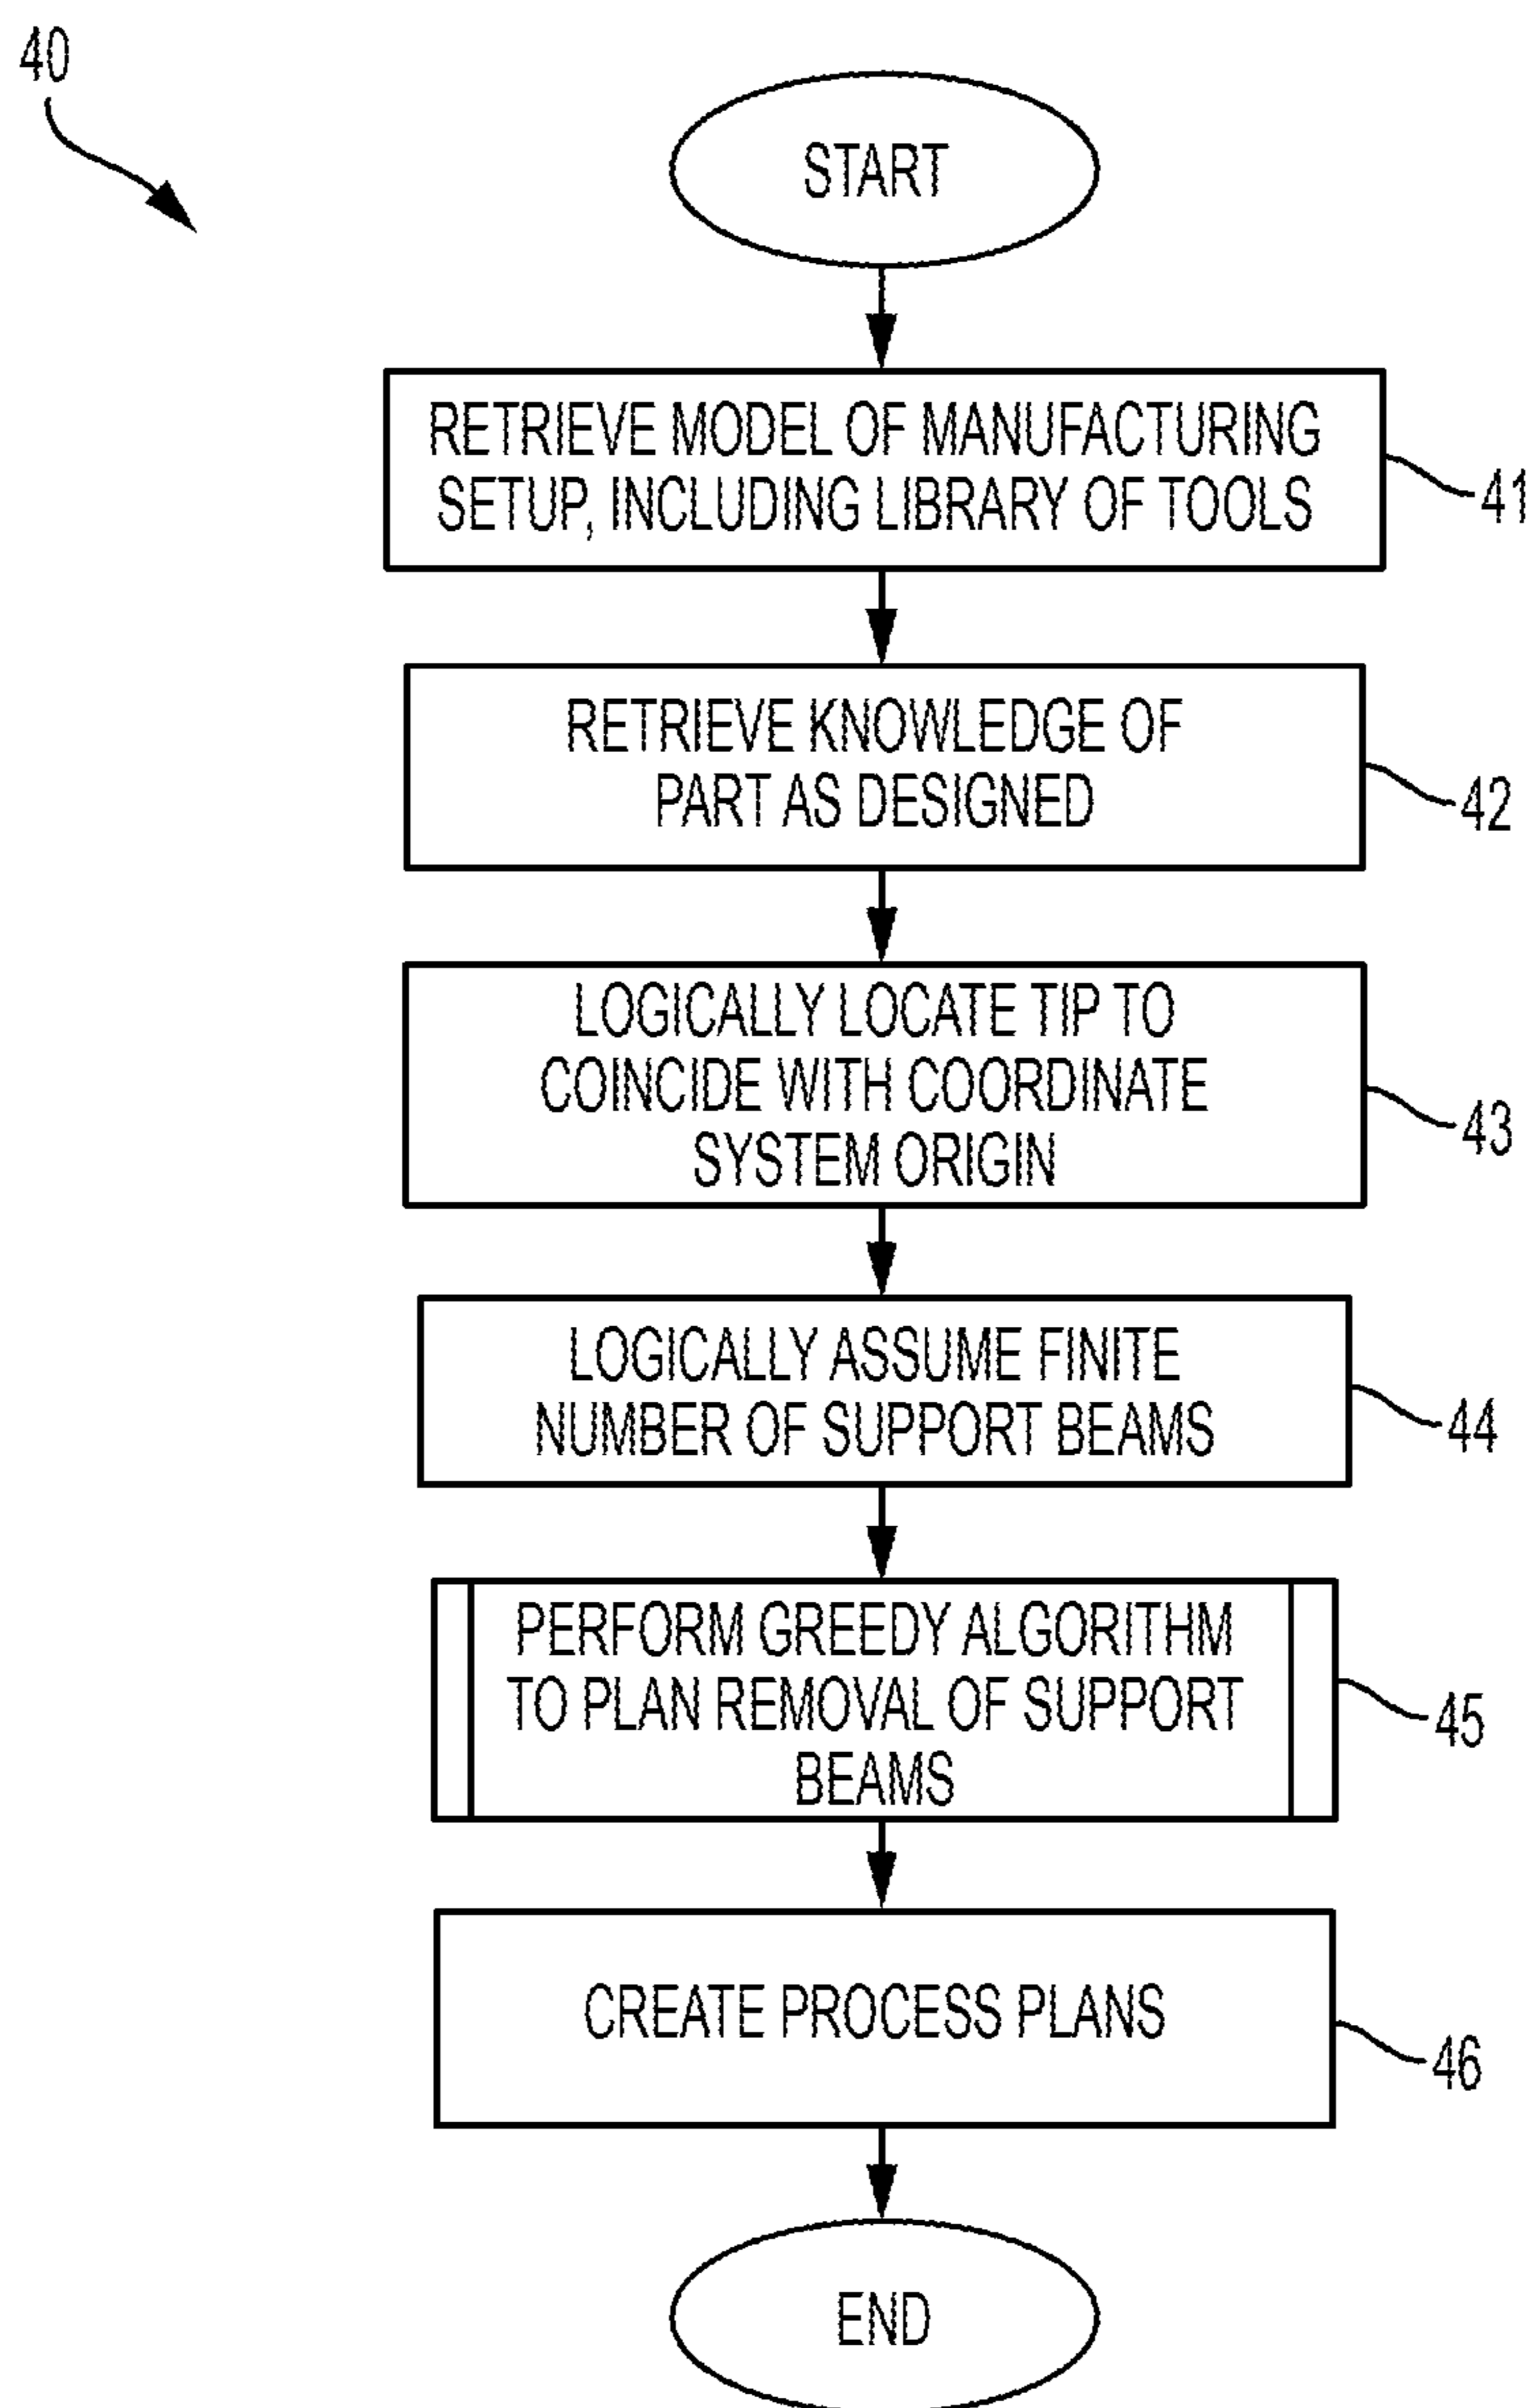 40
START
RETRIEVE MODEL OF MANUFACTURING
SETUP, INCLUDING LIBRARY OF TOOLS
41
RETRIEVE KNOWLEDGE OF
PART AS DESIGNED
42
LOGICALLY LOCATE TIP TO
COINCIDE WITH COORDINATE
SYSTEM ORIGIN
43
LOGICALLY ASSUME FINITE
NUMBER OF SUPPORT BEAMS
44
PERFORM GREEDY ALGORITHM
TO PLAN REMOVAL OF SUPPORT
BEAMS
45
CREATE PROCESS PLANS
46
END